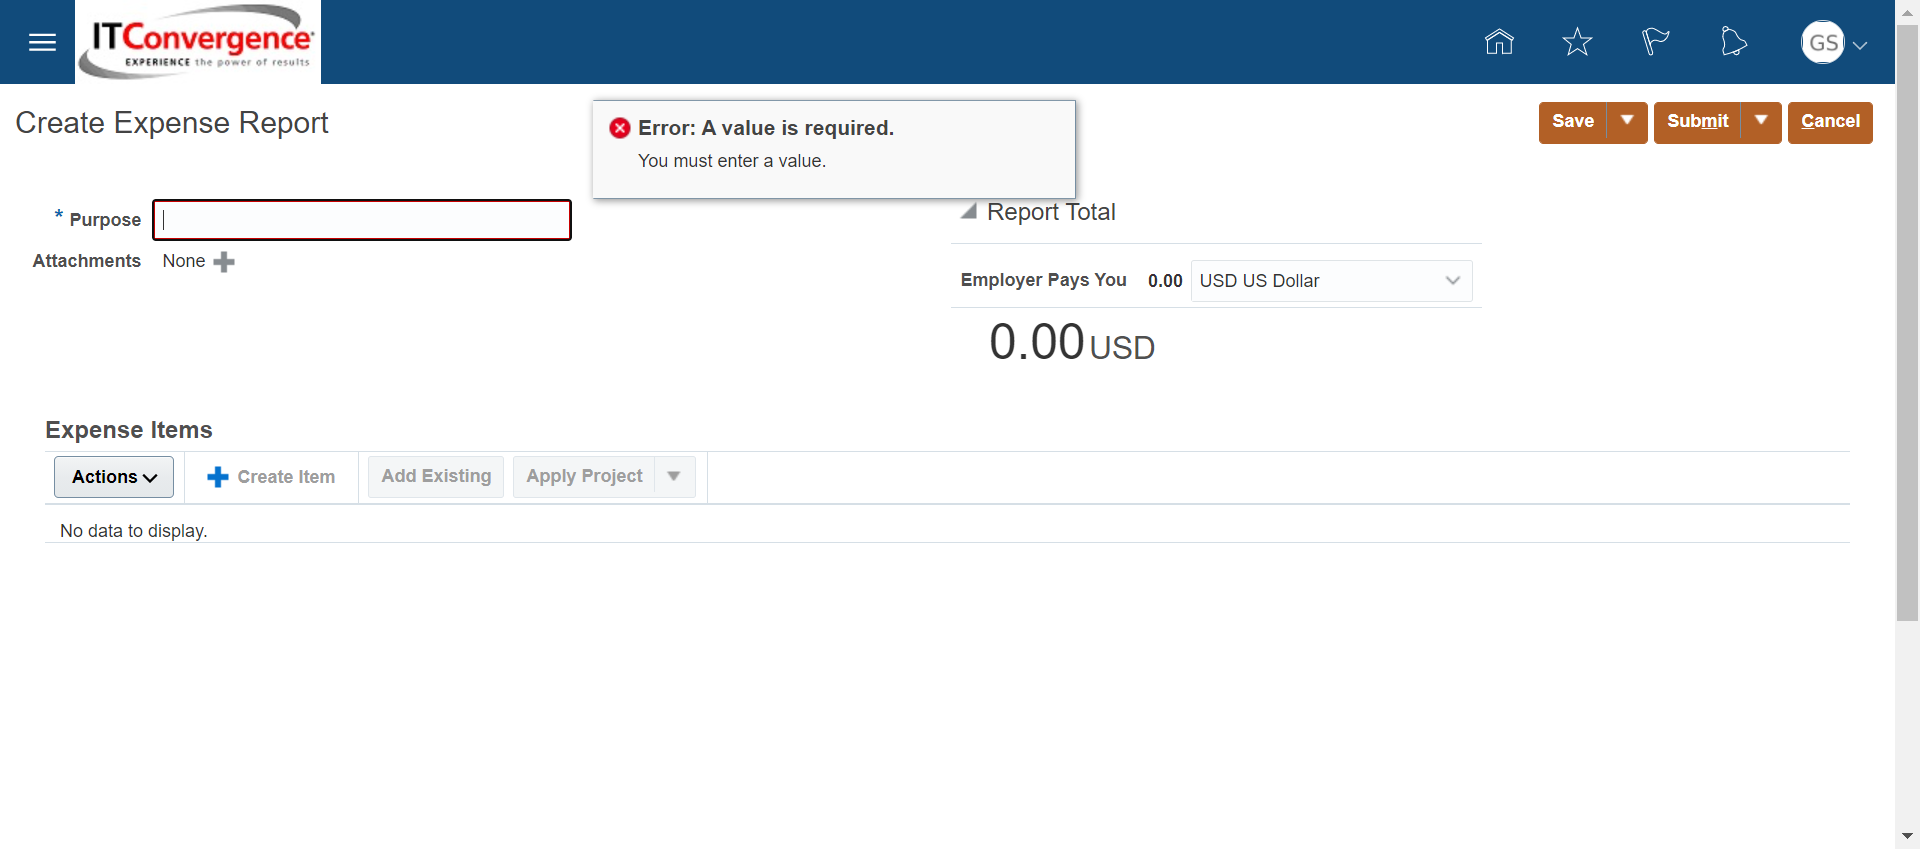 ITConvergence
EXPERIENCE the power of results
GS
Create Expense Report
Error: A value is required.
You must enter a value.
Save
Submit
Cancel
* Purpose
Attachments None
Report Total
Employer Pays You 0.00 USD US Dollar
0.00 USD
Expense Items
Actions
Create Item
Add Existing
Apply Project
No data to display.